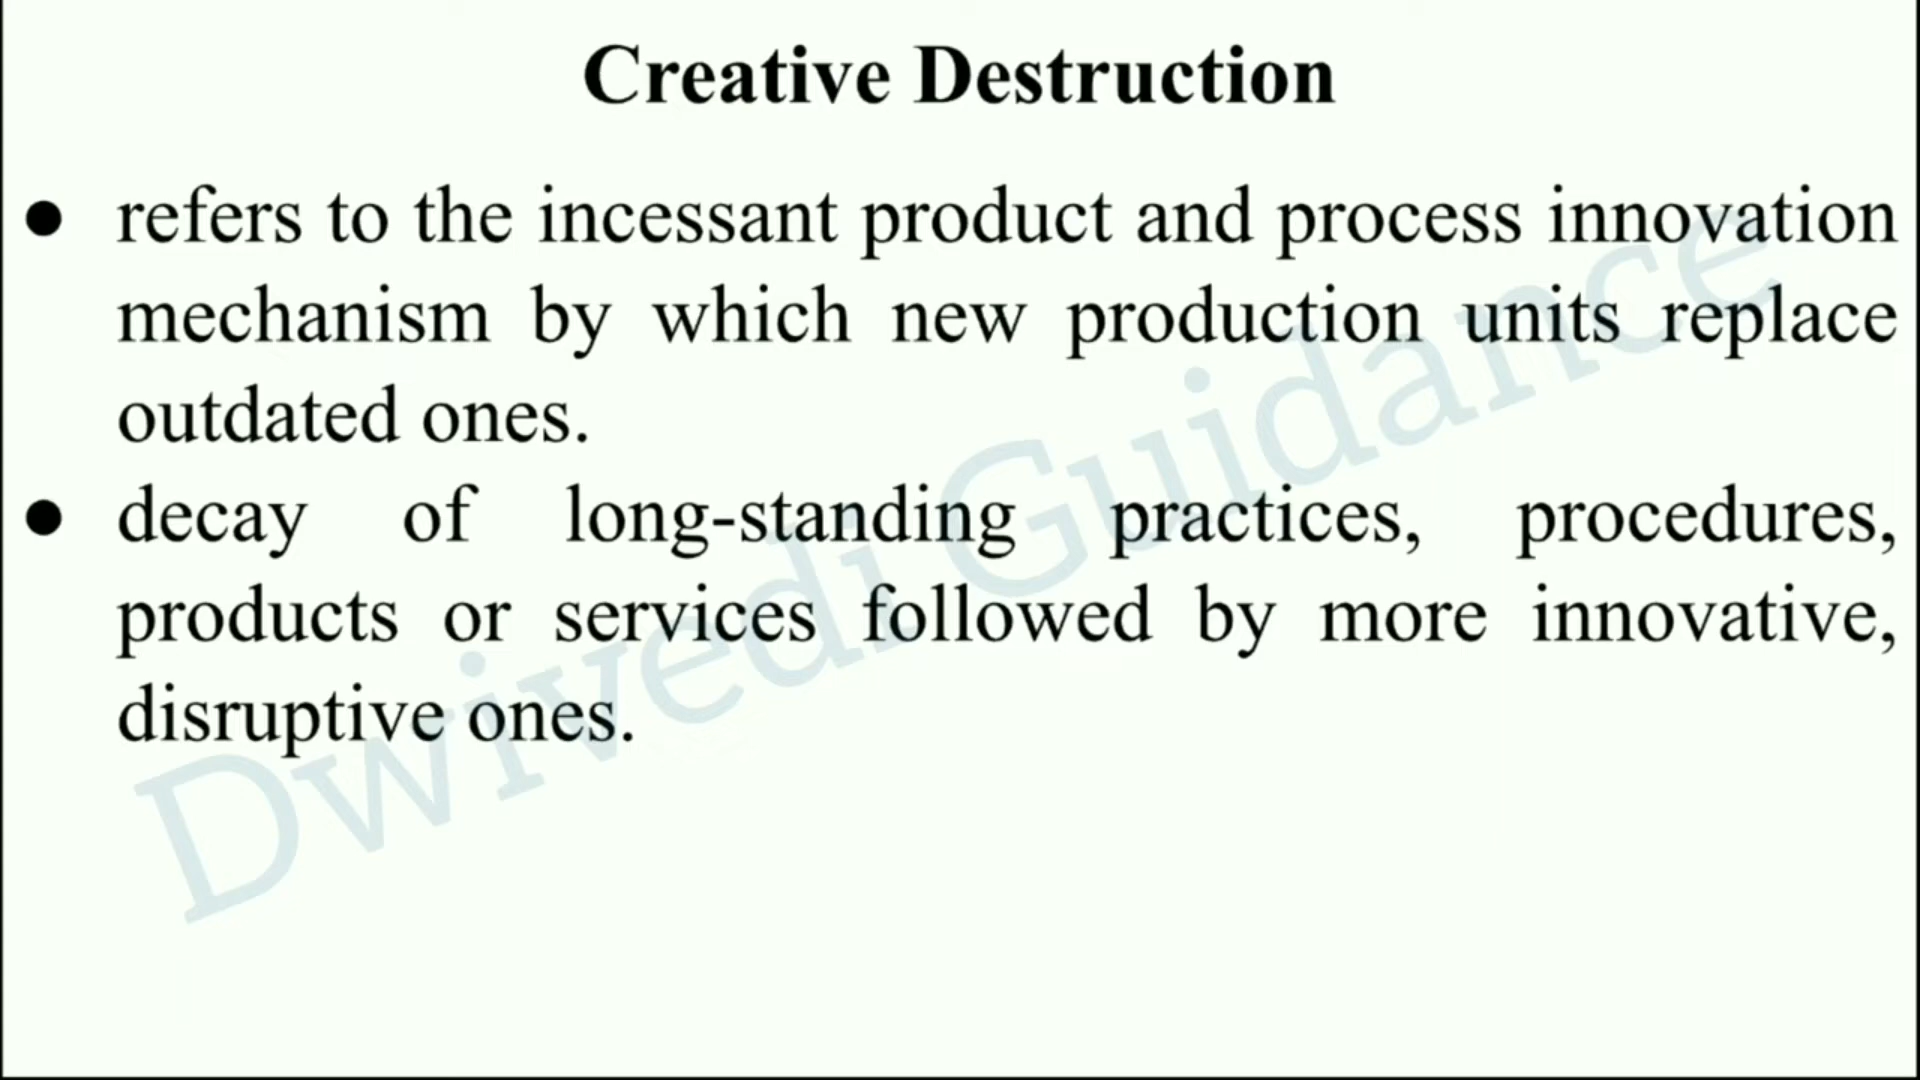 Creative Destruction
● refers to the incessant product and process innovation
mechanism by which new production units replace
outdated ones.
● decay of long-standing practices, procedures,
products or services followed by more innovative,
disruptive ones.
Dwivedi Guidance